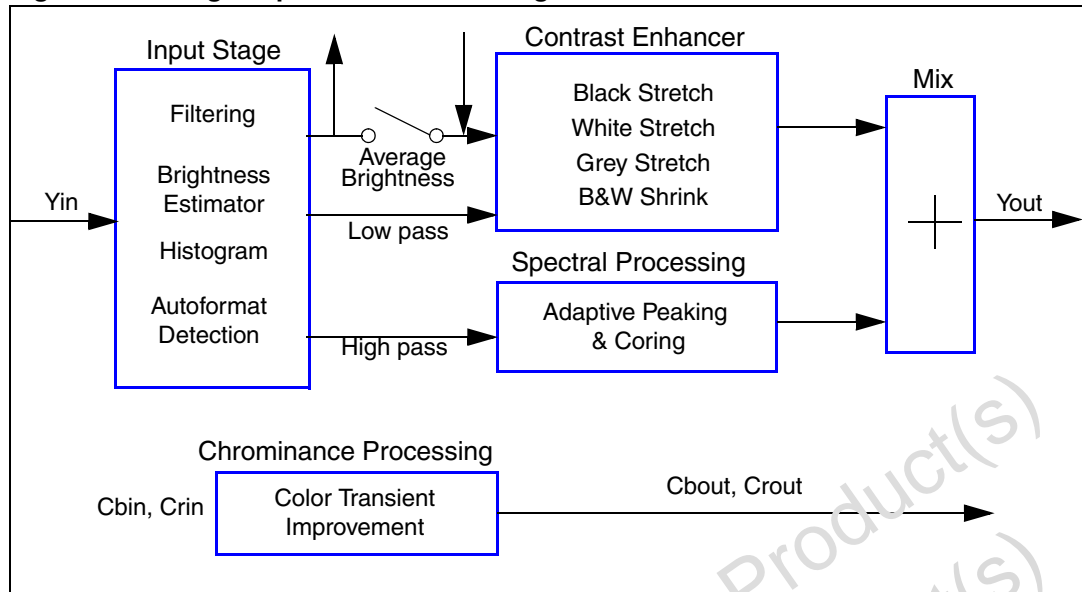 Input Stage
Filtering
Brightness
Estimator
Histogram
Autoformat
Detection
Yin
Average
Brightness
Low pass
High pass
Contrast Enhancer
Black Stretch
White Stretch
Grey Stretch
B&W Shrink
Spectral Processing
Adaptive Peaking
& Coring
Mix
Yout
Chrominance Processing
Cbin, Crin
Color Transient
Improvement
Cbout, Crout
Product(s)